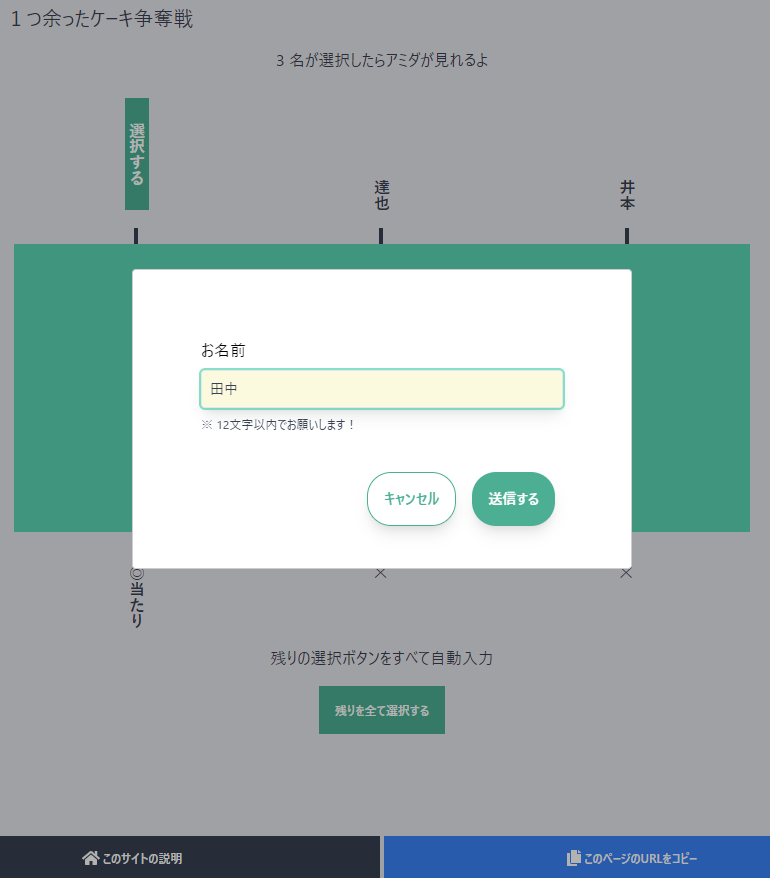 １つ余ったケーキ争奪戦
3 名が選択したらアミダが見れるよ
選択する
達也
井本
お名前
田中
※ 12文字以内でお願いします！
キャンセル
送信する
◎当たり
×
×
残りの選択ボタンをすべて自動入力
残りを全て選択する
このサイトの説明
このページのURLをコピー